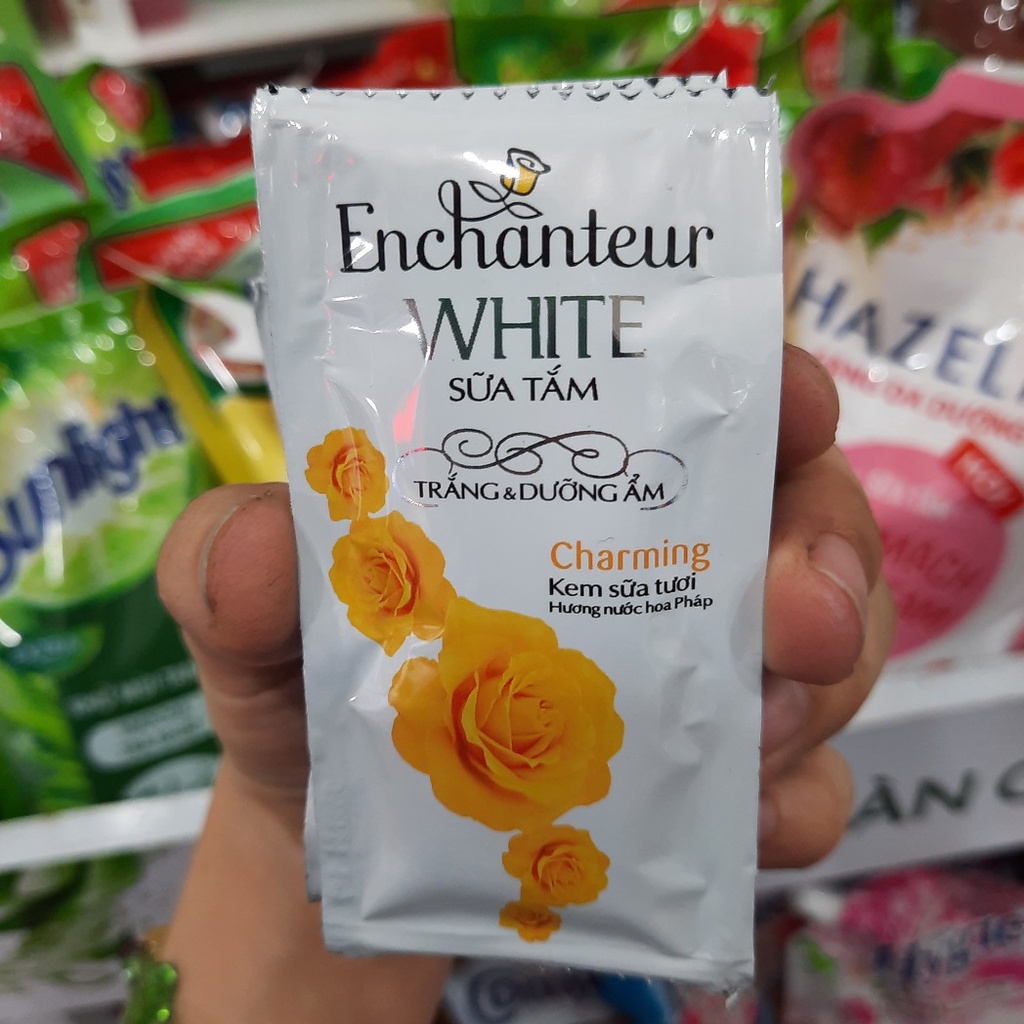 Enchanteur
WHITE
SỮA TẮM
TRẮNG & DƯỠNG ẨM
Charming
Kem sữa tươi
Hương nước hoa Pháp
Sunlight
HAZEL